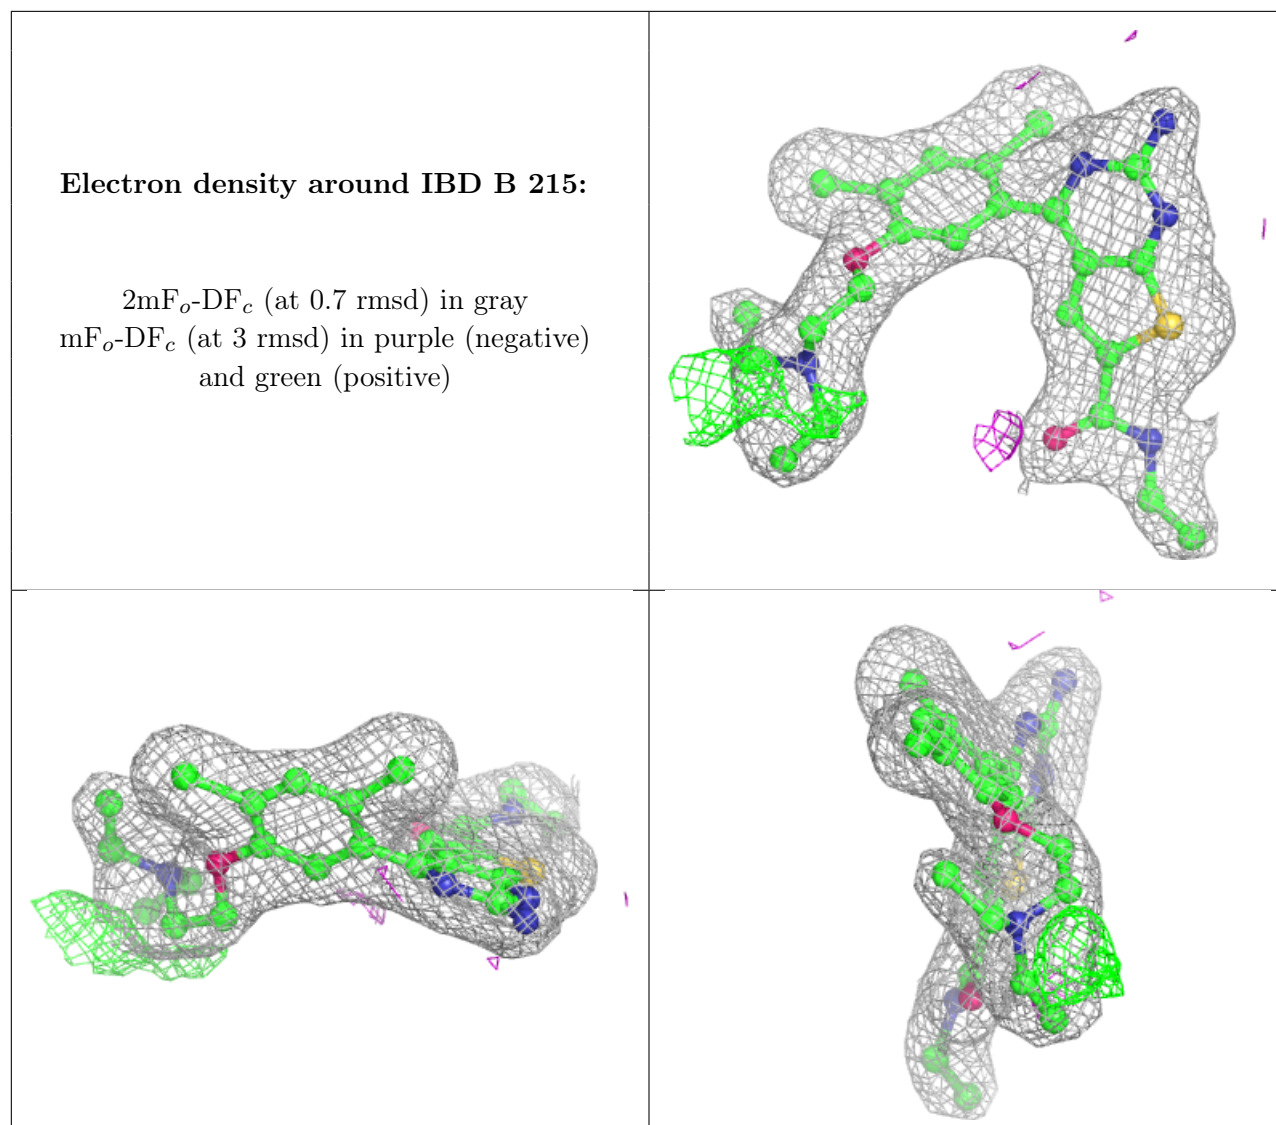 Electron density around IBD B 215:
2mFo-DFc (at 0.7 rmsd) in gray
mFo-DFc (at 3 rmsd) in purple (negative)
and green (positive)